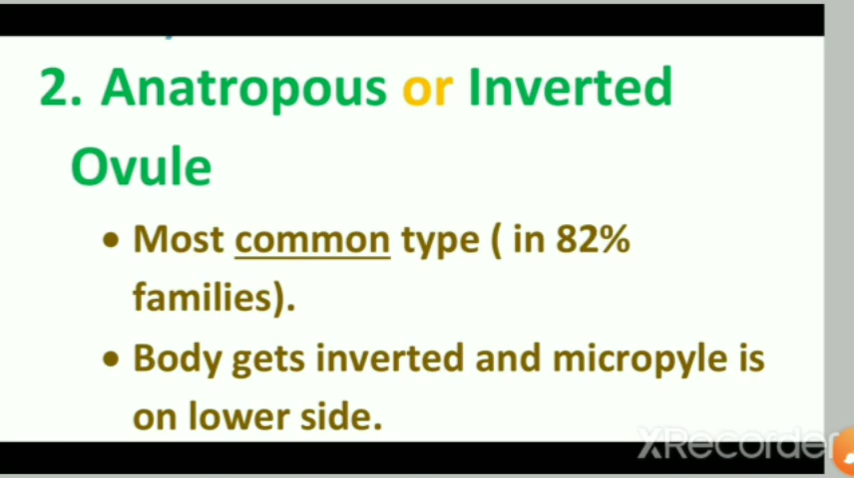 2. Anatropous or Inverted
Ovule
• Most common type ( in 82%
families).
• Body gets inverted and micropyle is
on lower side.
XRecorder